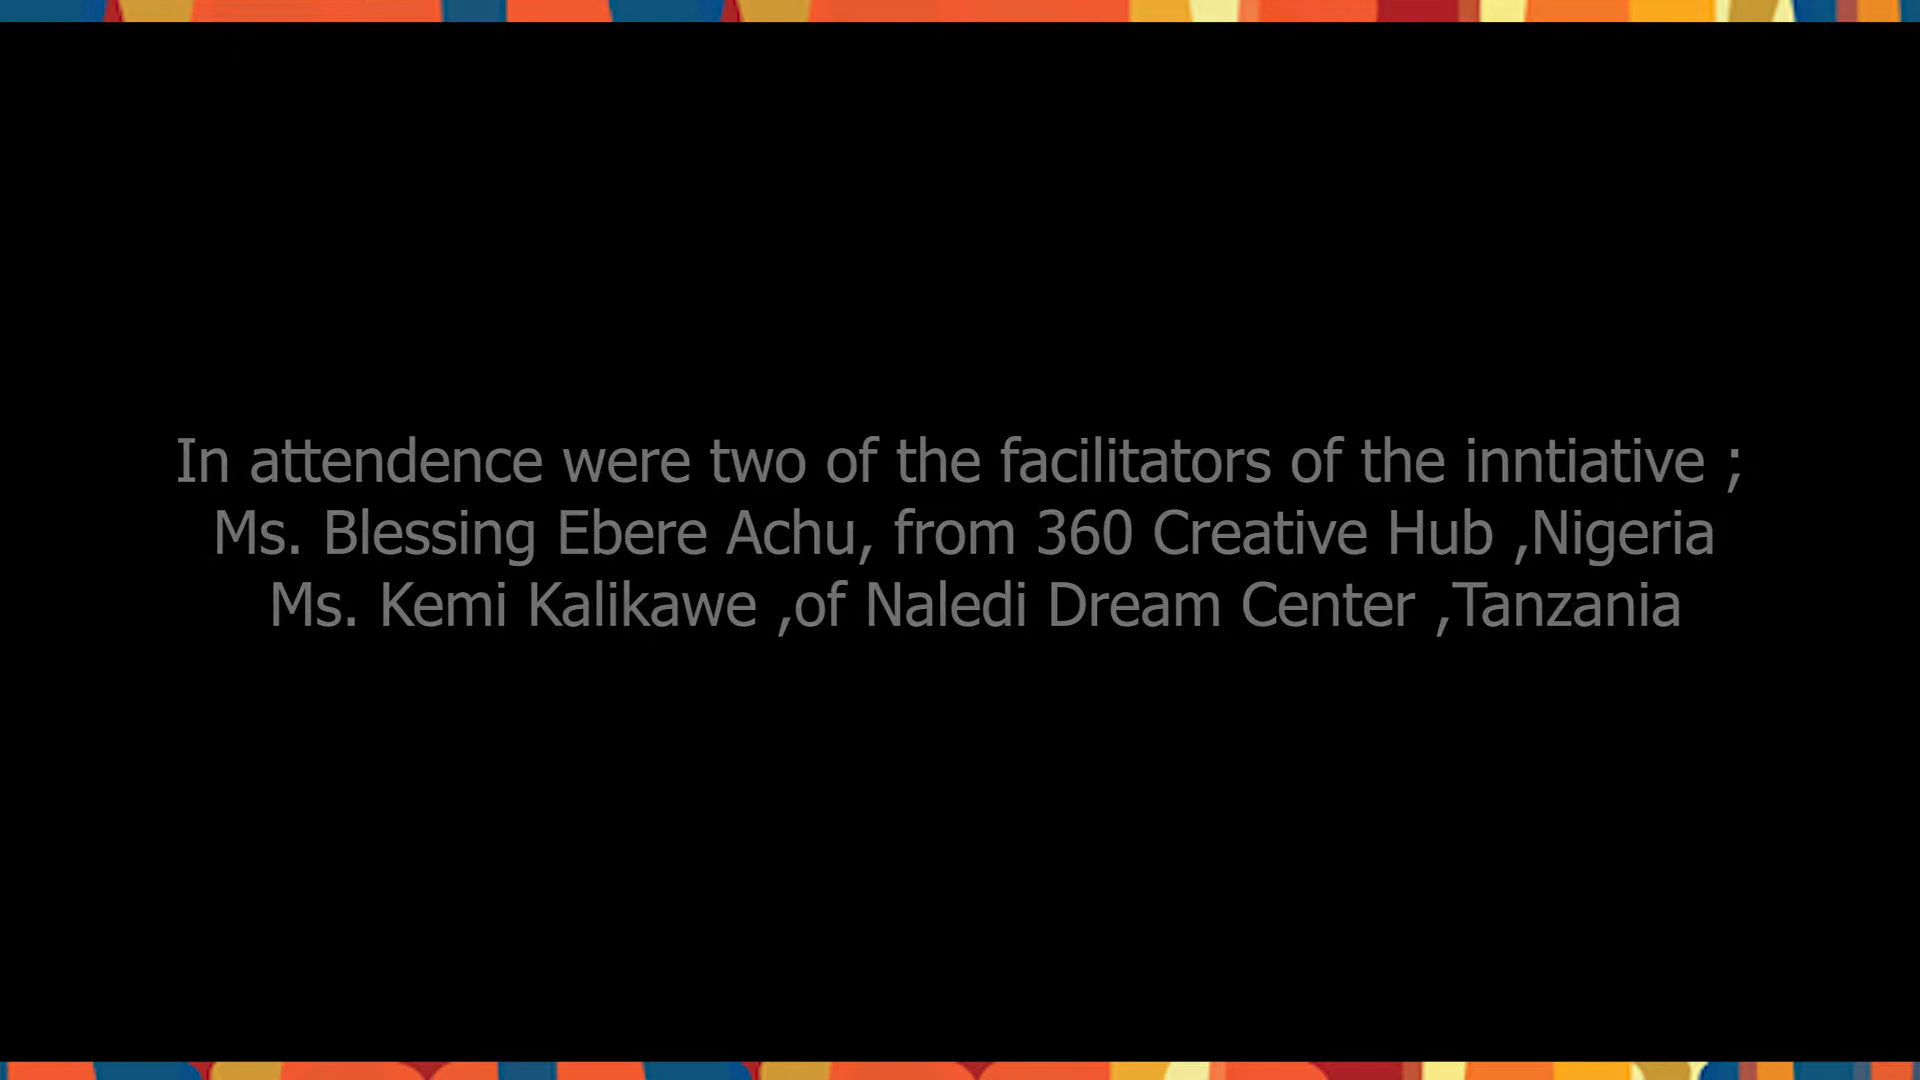 In attendence were two of the facilitators of the inntiative ;
Ms. Blessing Ebere Achu, from 360 Creative Hub ,Nigeria
Ms. Kemi Kalikawe ,of Naledi Dream Center ,Tanzania